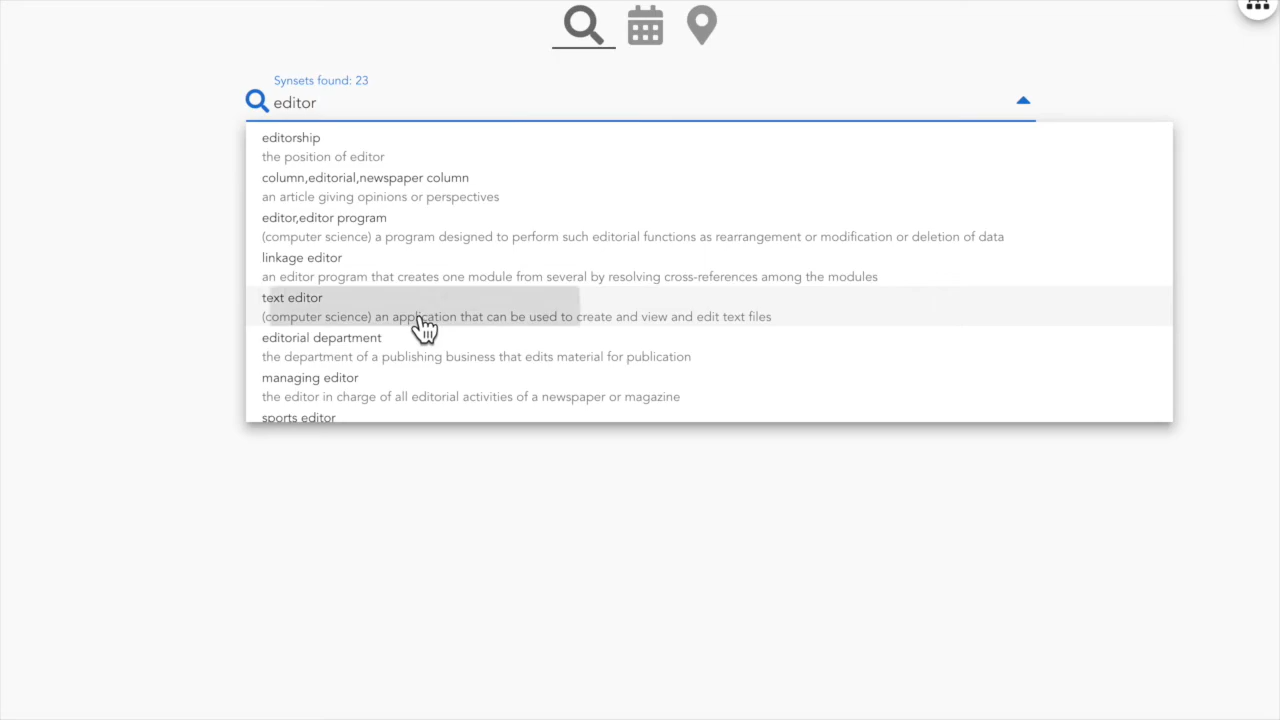 Synsets found: 23
editor
editorship
the position of editor
column,editorial,newspaper column
an article giving opinions or perspectives
editor,editor program
(computer science) a program designed to perform such editorial functions as rearrangement or modification or deletion of data
linkage editor
an editor program that creates one module from several by resolving cross-references among the modules
text editor
(computer science) an application that can be used to create and view and edit text files
editorial department
the department of a publishing business that edits material for publication
managing editor
the editor in charge of all editorial activities of a newspaper or magazine
sports editor